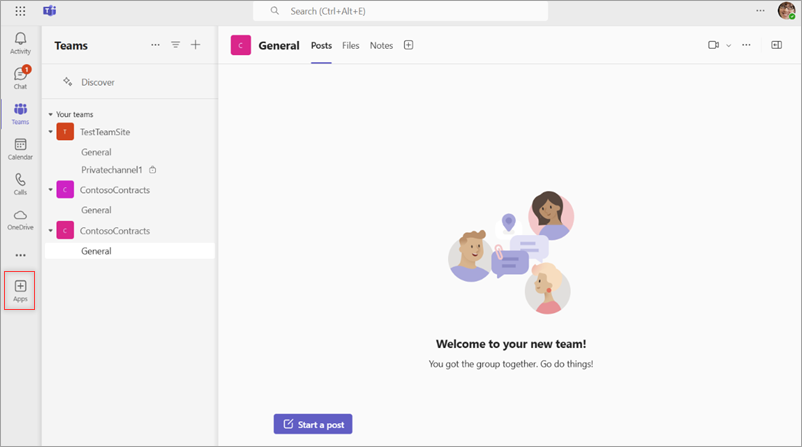 Search (Ctrl+Alt+E)
Activity
Chat
1
Teams
Calendar
Calls
OneDrive
Apps
Teams
Discover
Your teams
T TestTeamSite
General
Privatechannel1
C ContosoContracts
General
C ContosoContracts
General
C General Posts Files Notes
Welcome to your new team!
You got the group together. Go do things!
Start a post